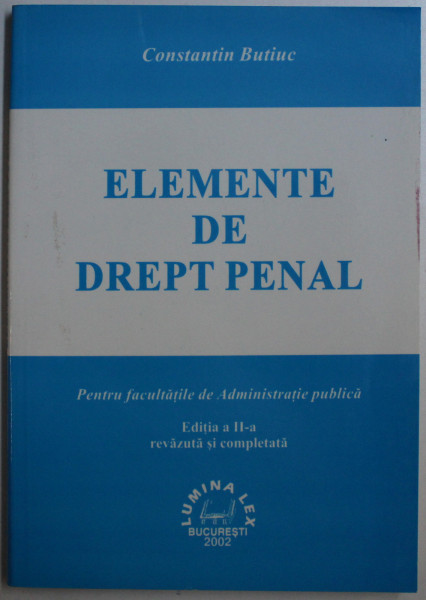 Constantin Butiuc
ELEMENTE
DE
DREPT PENAL
Pentru facultățile de Administrație publică
Ediția a II-a
revăzută și completată
LUMINA LEX
BUCUREȘTI
2002